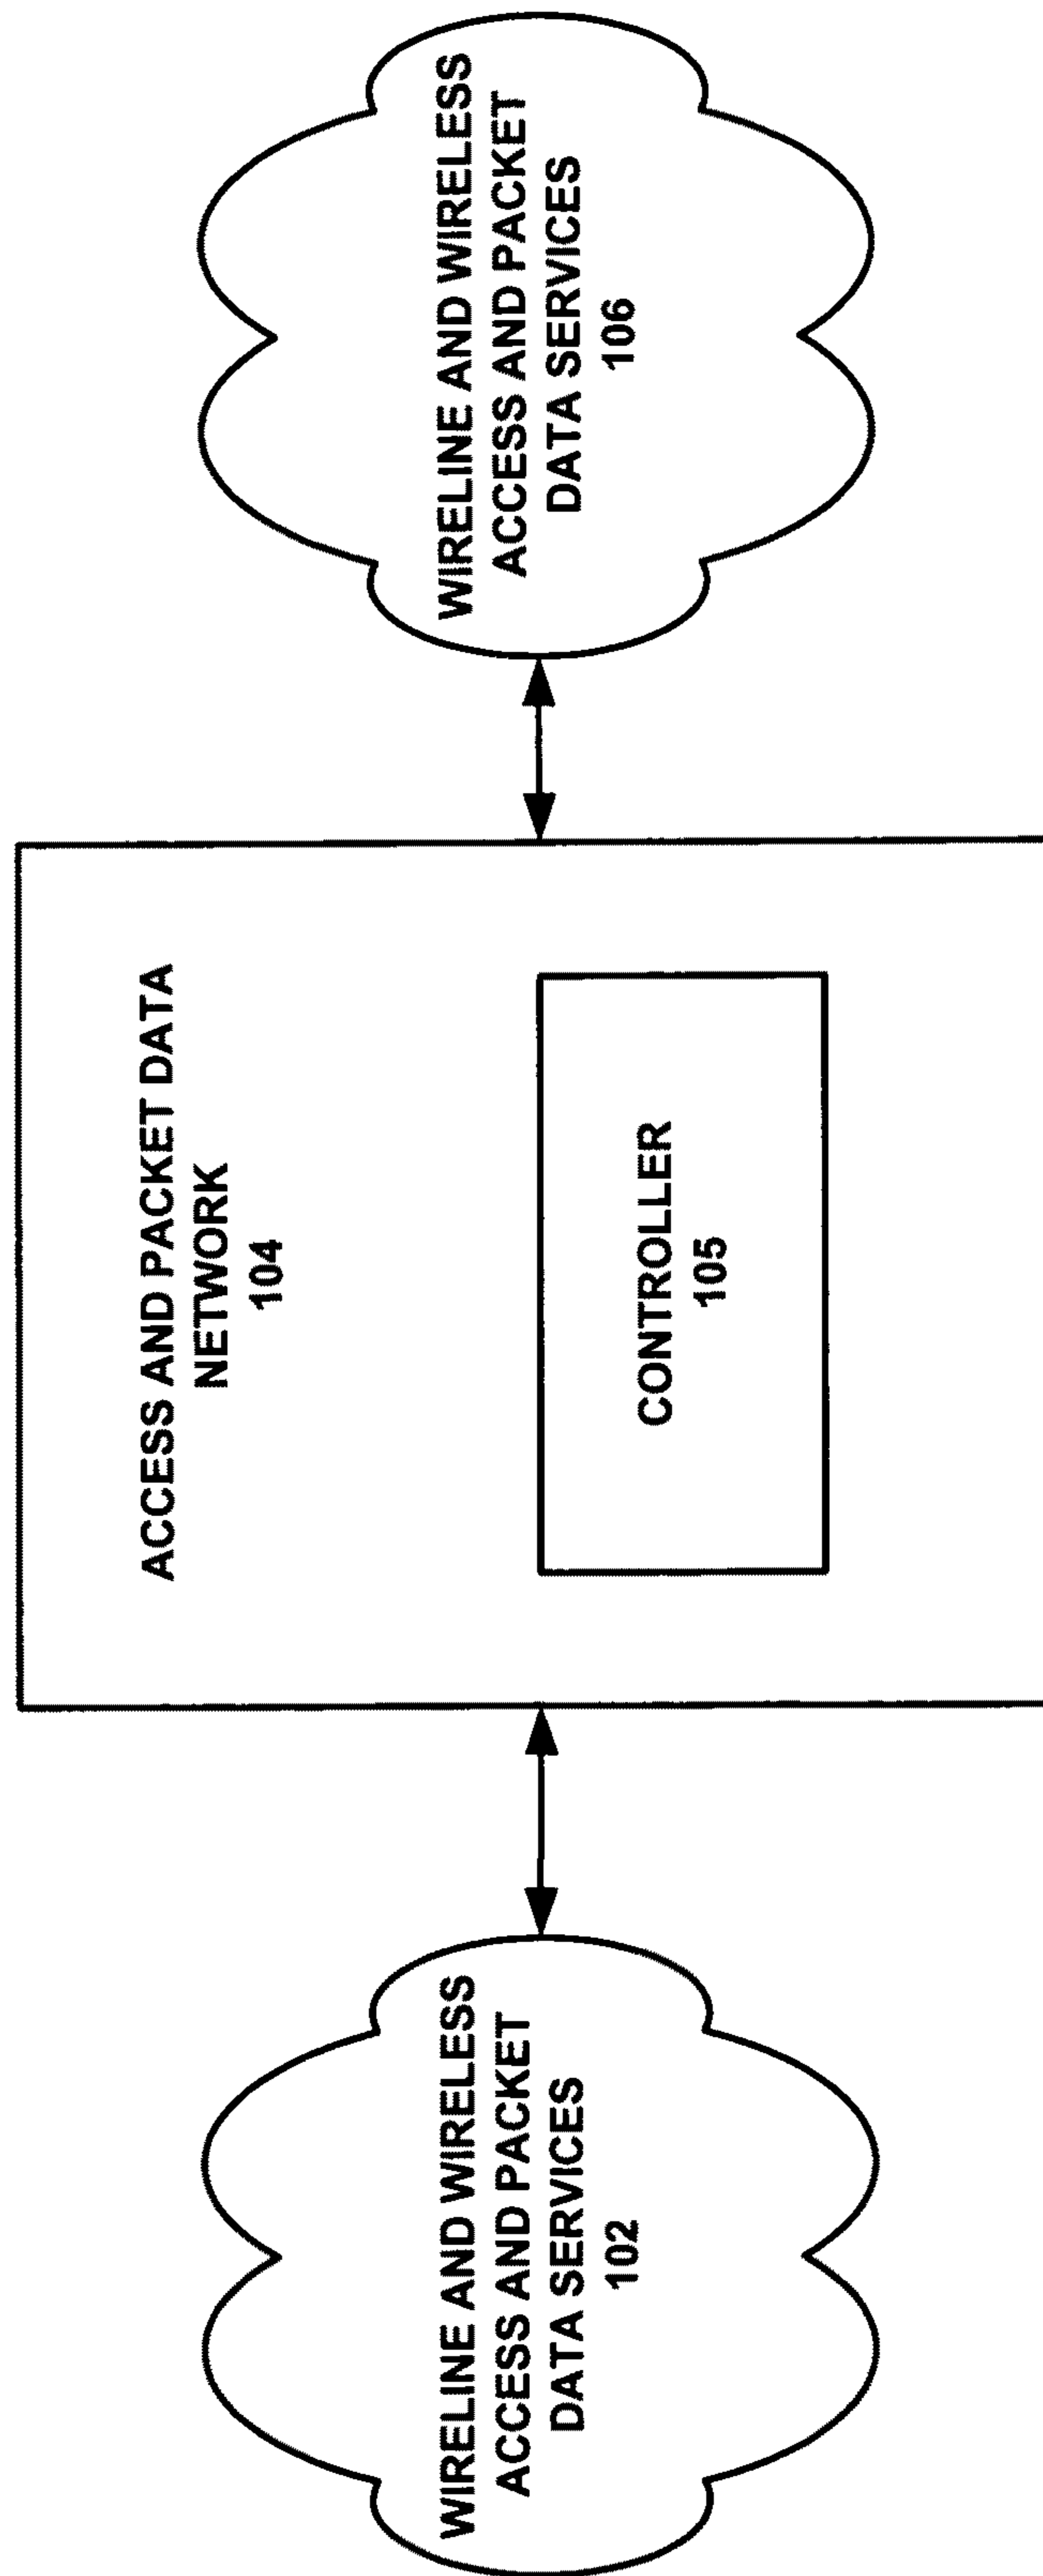 WIRELINE AND WIRELESS
ACCESS AND PACKET
DATA SERVICES
102
ACCESS AND PACKET DATA
NETWORK
104
CONTROLLER
105
WIRELINE AND WIRELESS
ACCESS AND PACKET
DATA SERVICES
106